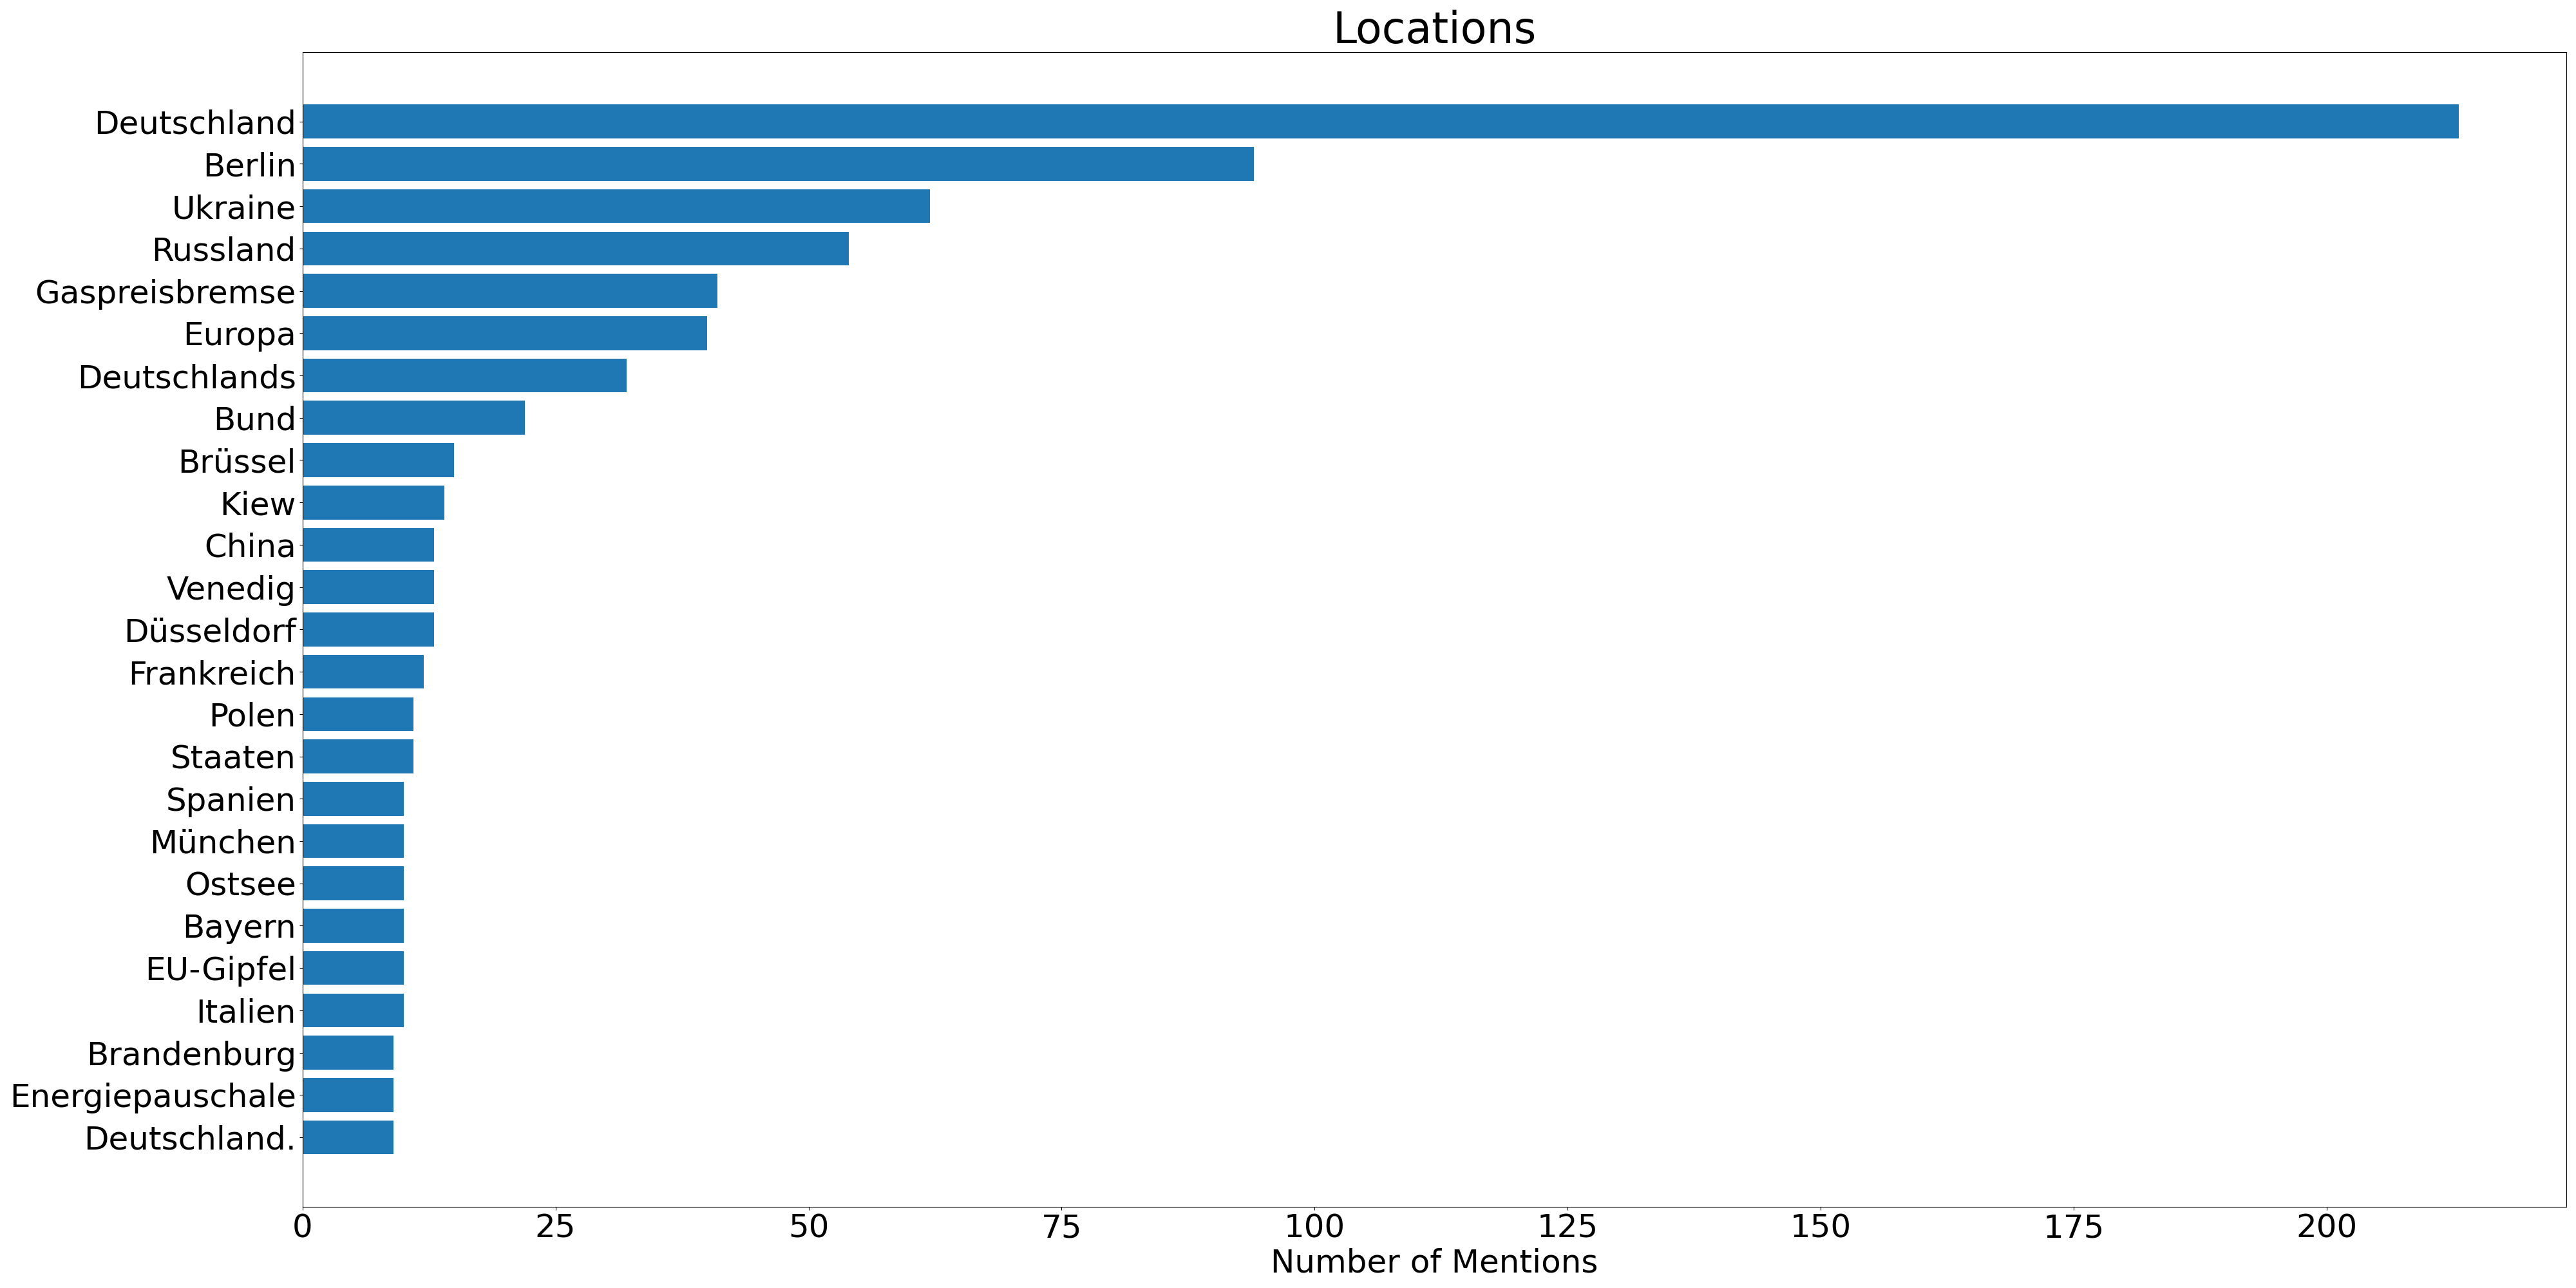 Locations
Deutschland
Berlin
Ukraine
Russland
Gaspreisbremse
Europa
Deutschlands
Bund
Brüssel
Kiew
China
Venedig
Düsseldorf
Frankreich
Polen
Staaten
Spanien
München
Ostsee
Bayern
EU-Gipfel
Italien
Brandenburg
Energiepauschale
Deutschland.
0 25 50 75 100 125 150 175 200
Number of Mentions